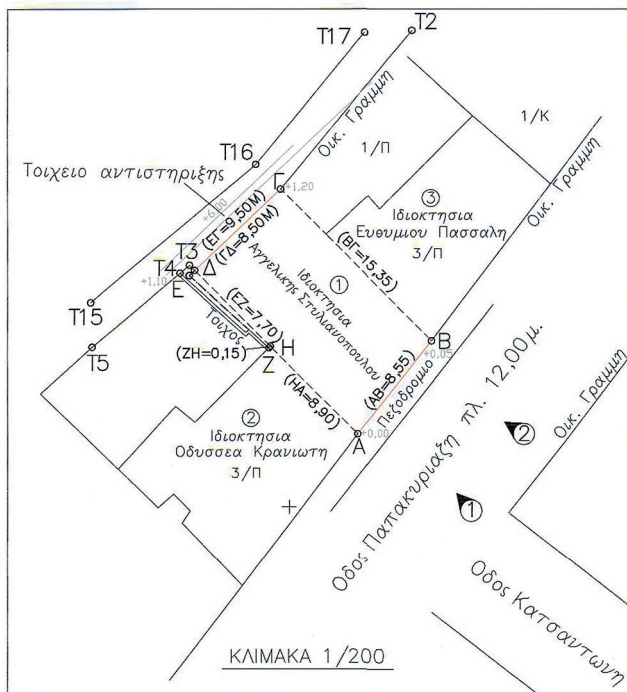 T17
T2
Οικ. Γραμμη
1/Κ
1/Π
T16
Τοιχειο αντιστηριξης
Γ
+1,20
+6,00
③
Ιδιοκτησια
Ευθυμιου Πασσαλη
3/Π
Οικ. Γραμμη
(ΕΓ=9,50Μ)
(ΓΔ=8,50Μ)
T3
T4
Δ
+1,10
Ε
①
Ιδιοκτησια
Αγγελικης Στυλιανοπουλου
(ΒΓ=15,35)
T15
T5
(ΕΖ=7,70)
Τοιχος
(ΖΗ=0,15)
Η
Ζ
Β
+0,05
(ΗΑ=8,90)
(ΑΒ=8,55)
Πεζοδρομιο
②
Ιδιοκτησια
Οδυσσεα Κρανιωτη
3/Π
Α
+0,00
Οδος Παπακυριαζη πλ. 12,00μ.
②
①
Οικ. Γραμμη
Οδος Κατσαντωνη
ΚΛΙΜΑΚΑ 1/200